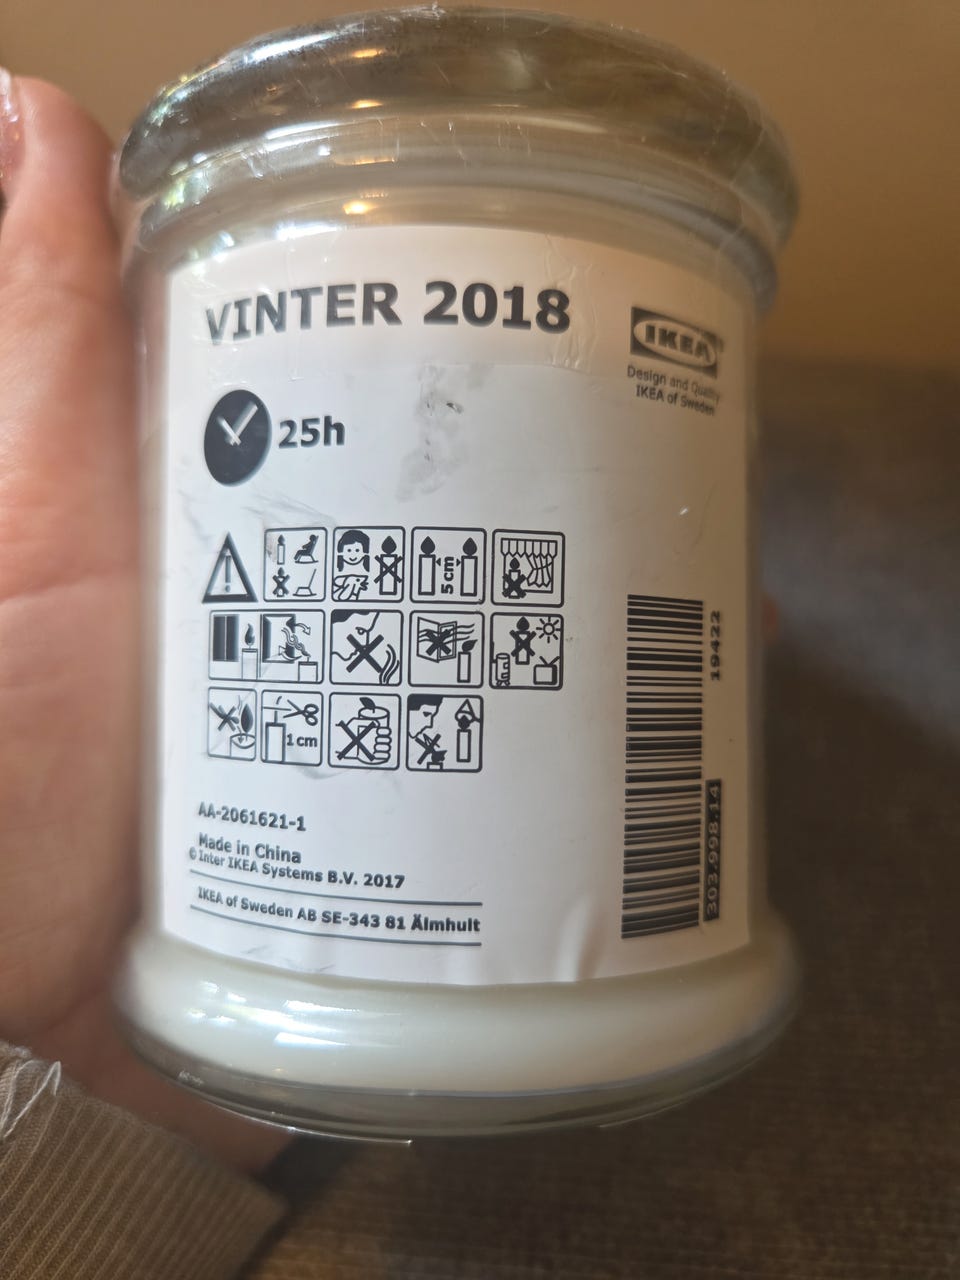 VINTER 2018
IKEA®
Design and Quality
IKEA of Sweden
25h
5 cm
1 cm
19422
303.998.14
AA-2061621-1
Made in China
© Inter IKEA Systems B.V. 2017
IKEA of Sweden AB SE-343 81 Älmhult